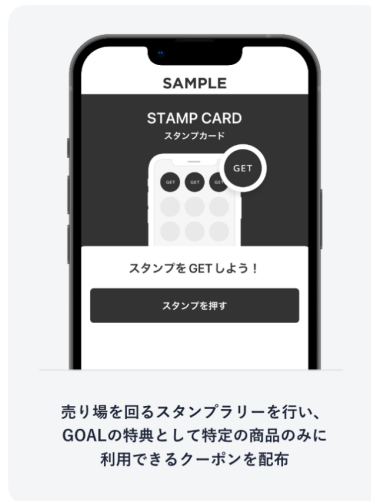 SAMPLE
STAMP CARD
スタンプカード
GET
GET GET GET
スタンプをGETしよう！
スタンプを押す
売り場を回るスタンプラリーを行い、
GOALの特典として特定の商品のみに
利用できるクーポンを配布